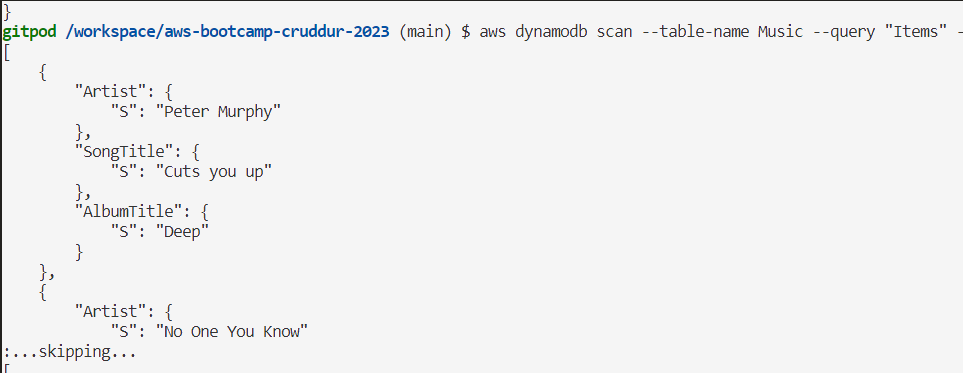 }
gitpod /workspace/aws-bootcamp-cruddur-2023 (main) $ aws dynamodb scan --table-name Music --query "Items" -
[
    {
        "Artist": {
            "S": "Peter Murphy"
        },
        "SongTitle": {
            "S": "Cuts you up"
        },
        "AlbumTitle": {
            "S": "Deep"
        }
    },
    {
        "Artist": {
            "S": "No One You Know"
:...skipping...
[